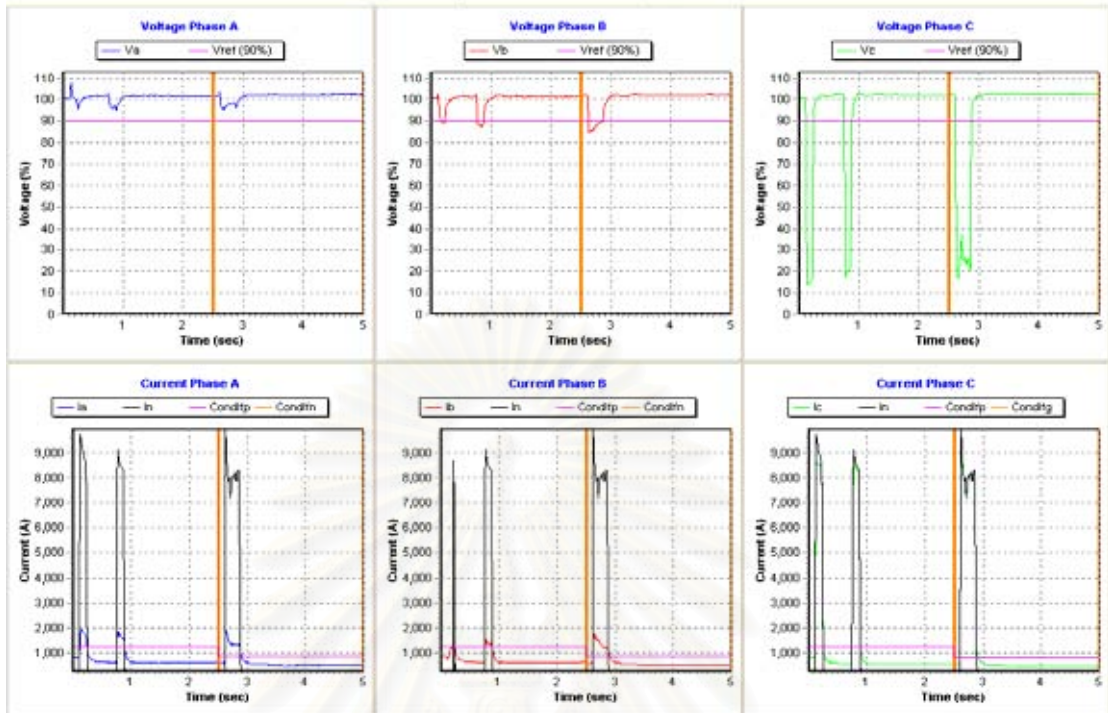 Voltage Phase A
Va Vref (90%)
110
100
90
80
70
60
50
40
30
20
10
0
Voltage (%)
1 2 3 4 5
Time (sec)
Voltage Phase B
Vb Vref (90%)
110
100
90
80
70
60
50
40
30
20
10
0
Voltage (%)
1 2 3 4 5
Time (sec)
Voltage Phase C
Vc Vref (90%)
110
100
90
80
70
60
50
40
30
20
10
0
Voltage (%)
1 2 3 4 5
Time (sec)
Current Phase A
Ia In Conditp Conditn
9,000
8,000
7,000
6,000
5,000
4,000
3,000
2,000
1,000
Current (A)
1 2 3 4 5
Time (sec)
Current Phase B
Ib In Conditp Conditn
9,000
8,000
7,000
6,000
5,000
4,000
3,000
2,000
1,000
Current (A)
1 2 3 4 5
Time (sec)
Current Phase C
Ic In Conditp Conditg
9,000
8,000
7,000
6,000
5,000
4,000
3,000
2,000
1,000
Current (A)
1 2 3 4 5
Time (sec)